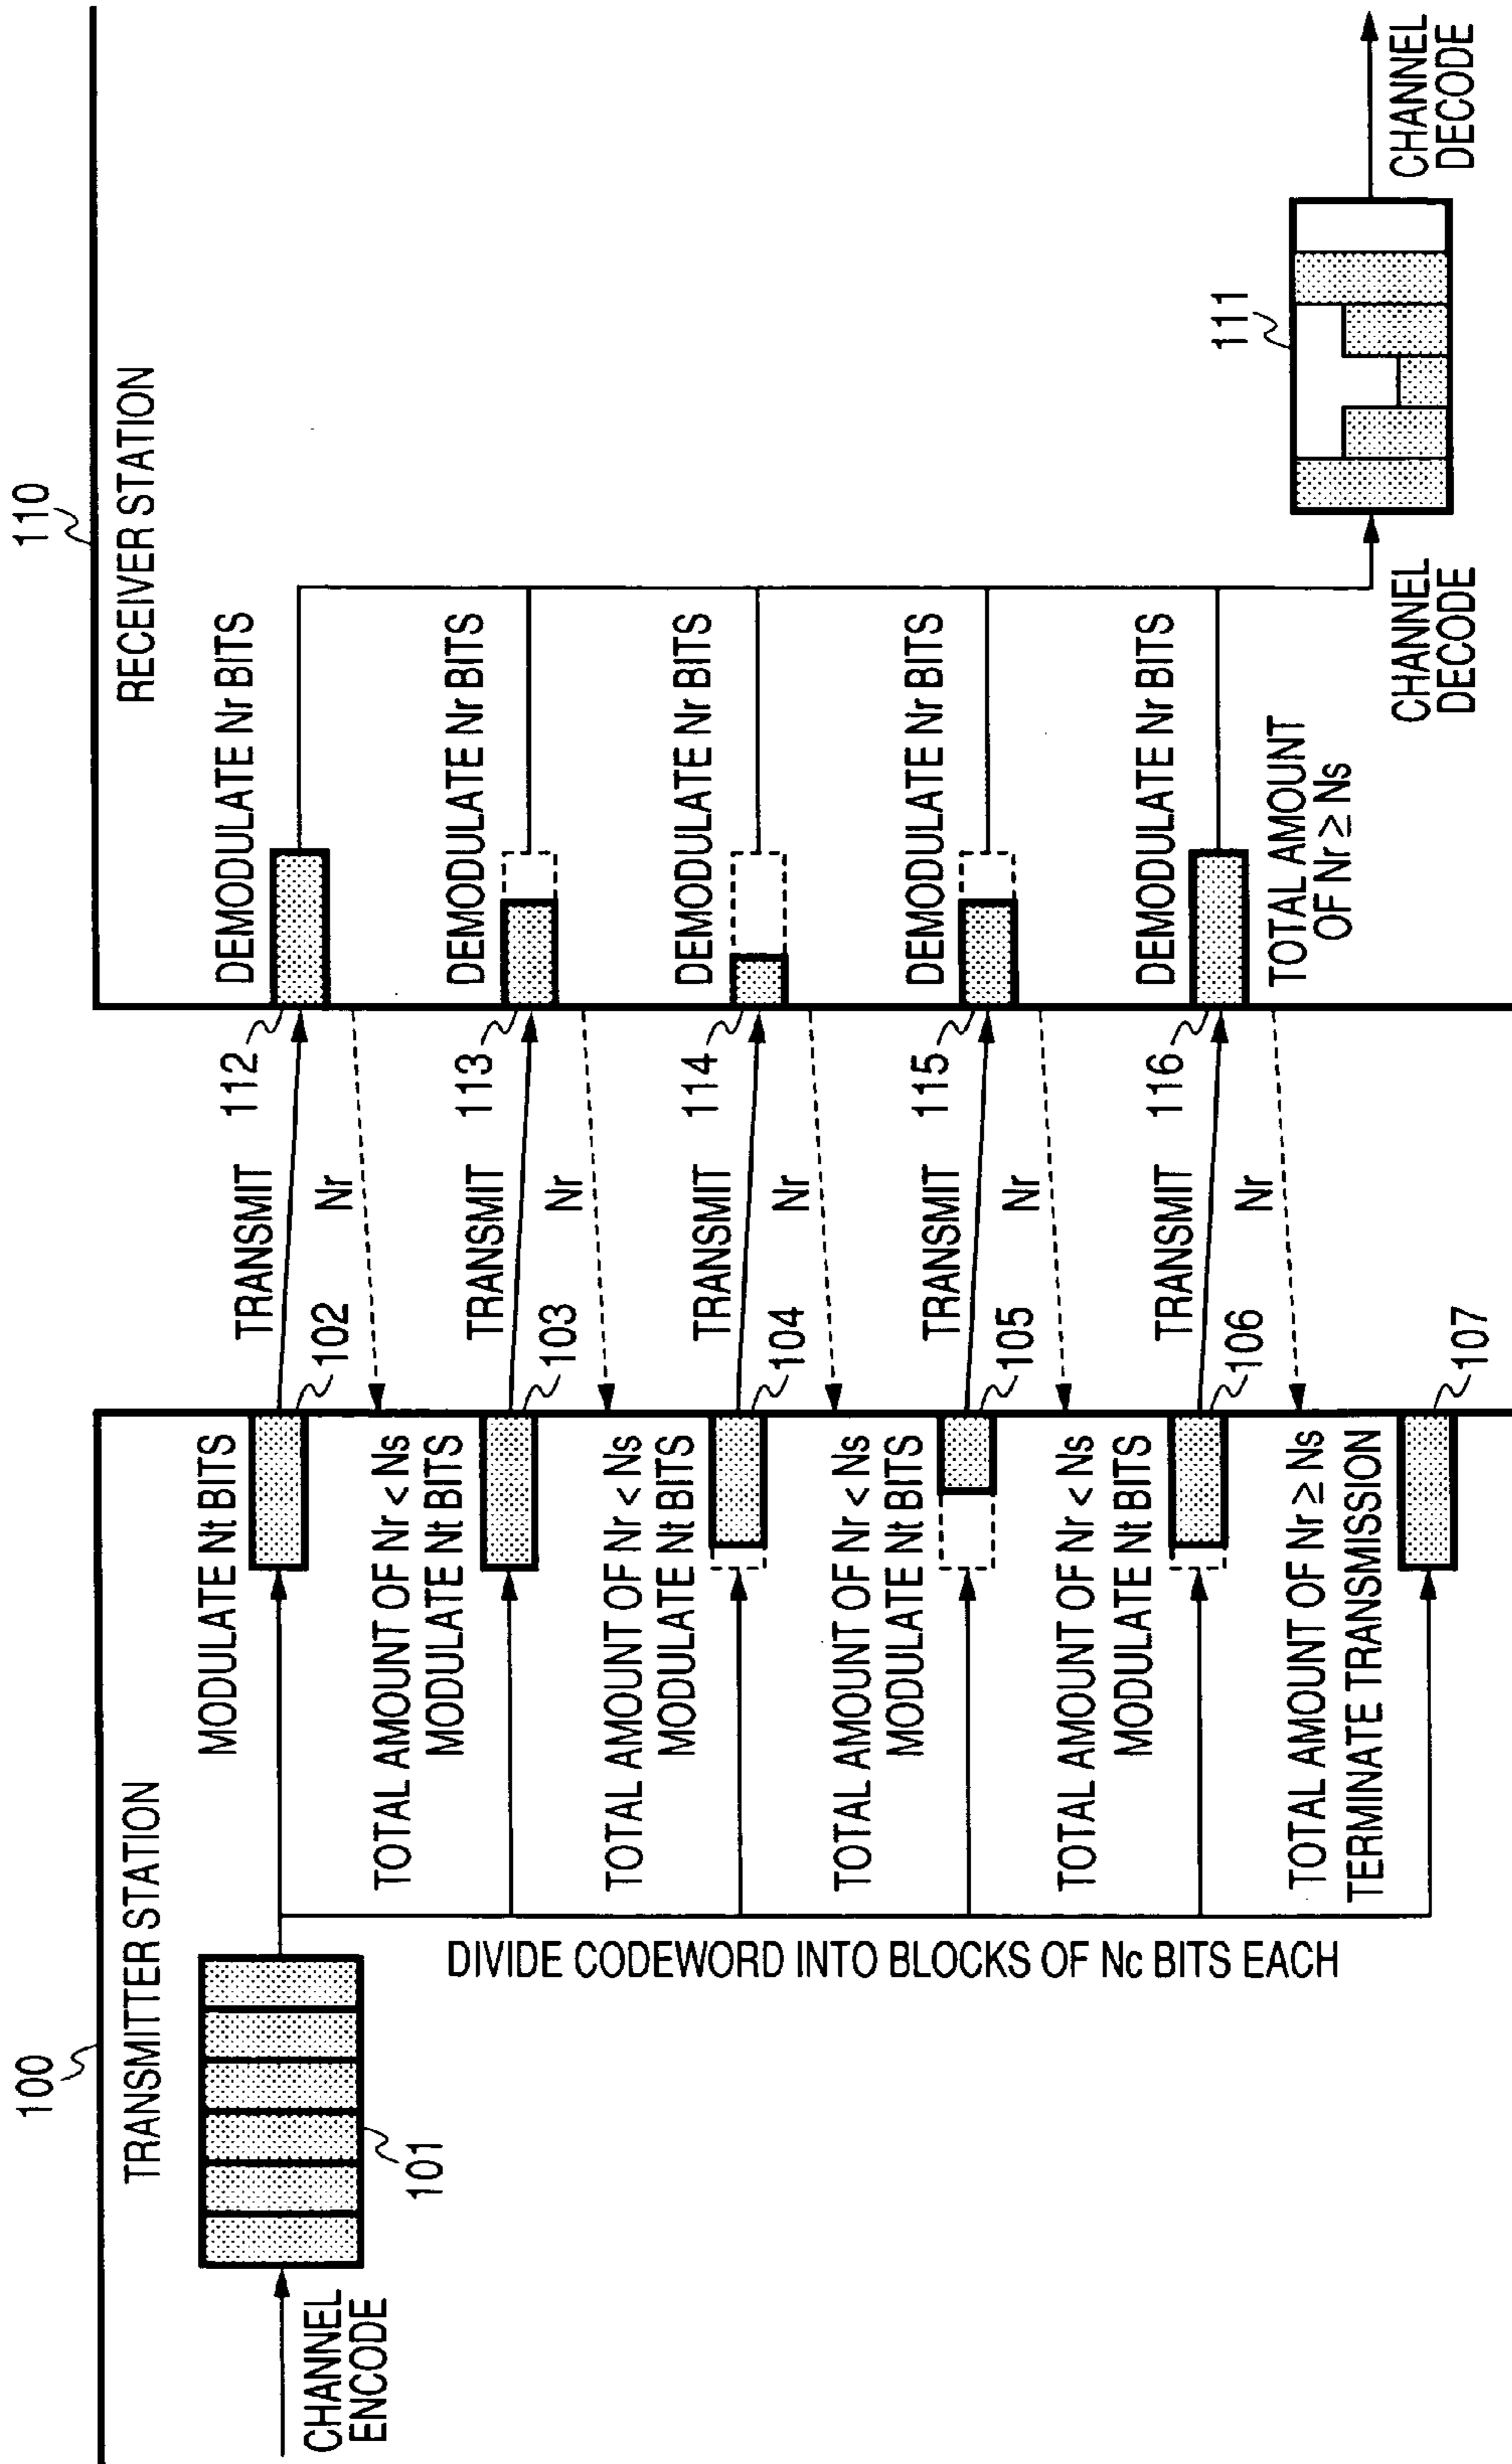 100
TRANSMITTER STATION
CHANNEL
ENCODE
101
DIVIDE CODEWORD INTO BLOCKS OF Nc BITS EACH
MODULATE Nt BITS
102
TRANSMIT
Nr
112
TOTAL AMOUNT OF Nr < Ns
MODULATE Nt BITS
103
TRANSMIT
Nr
113
TOTAL AMOUNT OF Nr < Ns
MODULATE Nt BITS
104
TRANSMIT
Nr
114
TOTAL AMOUNT OF Nr < Ns
MODULATE Nt BITS
105
TRANSMIT
Nr
115
TOTAL AMOUNT OF Nr < Ns
MODULATE Nt BITS
106
TRANSMIT
Nr
116
TOTAL AMOUNT OF Nr ≥ Ns
TERMINATE TRANSMISSION
107
110
RECEIVER STATION
DEMODULATE Nr BITS
DEMODULATE Nr BITS
DEMODULATE Nr BITS
DEMODULATE Nr BITS
DEMODULATE Nr BITS
TOTAL AMOUNT
OF Nr ≥ Ns
CHANNEL
DECODE
111
CHANNEL
DECODE